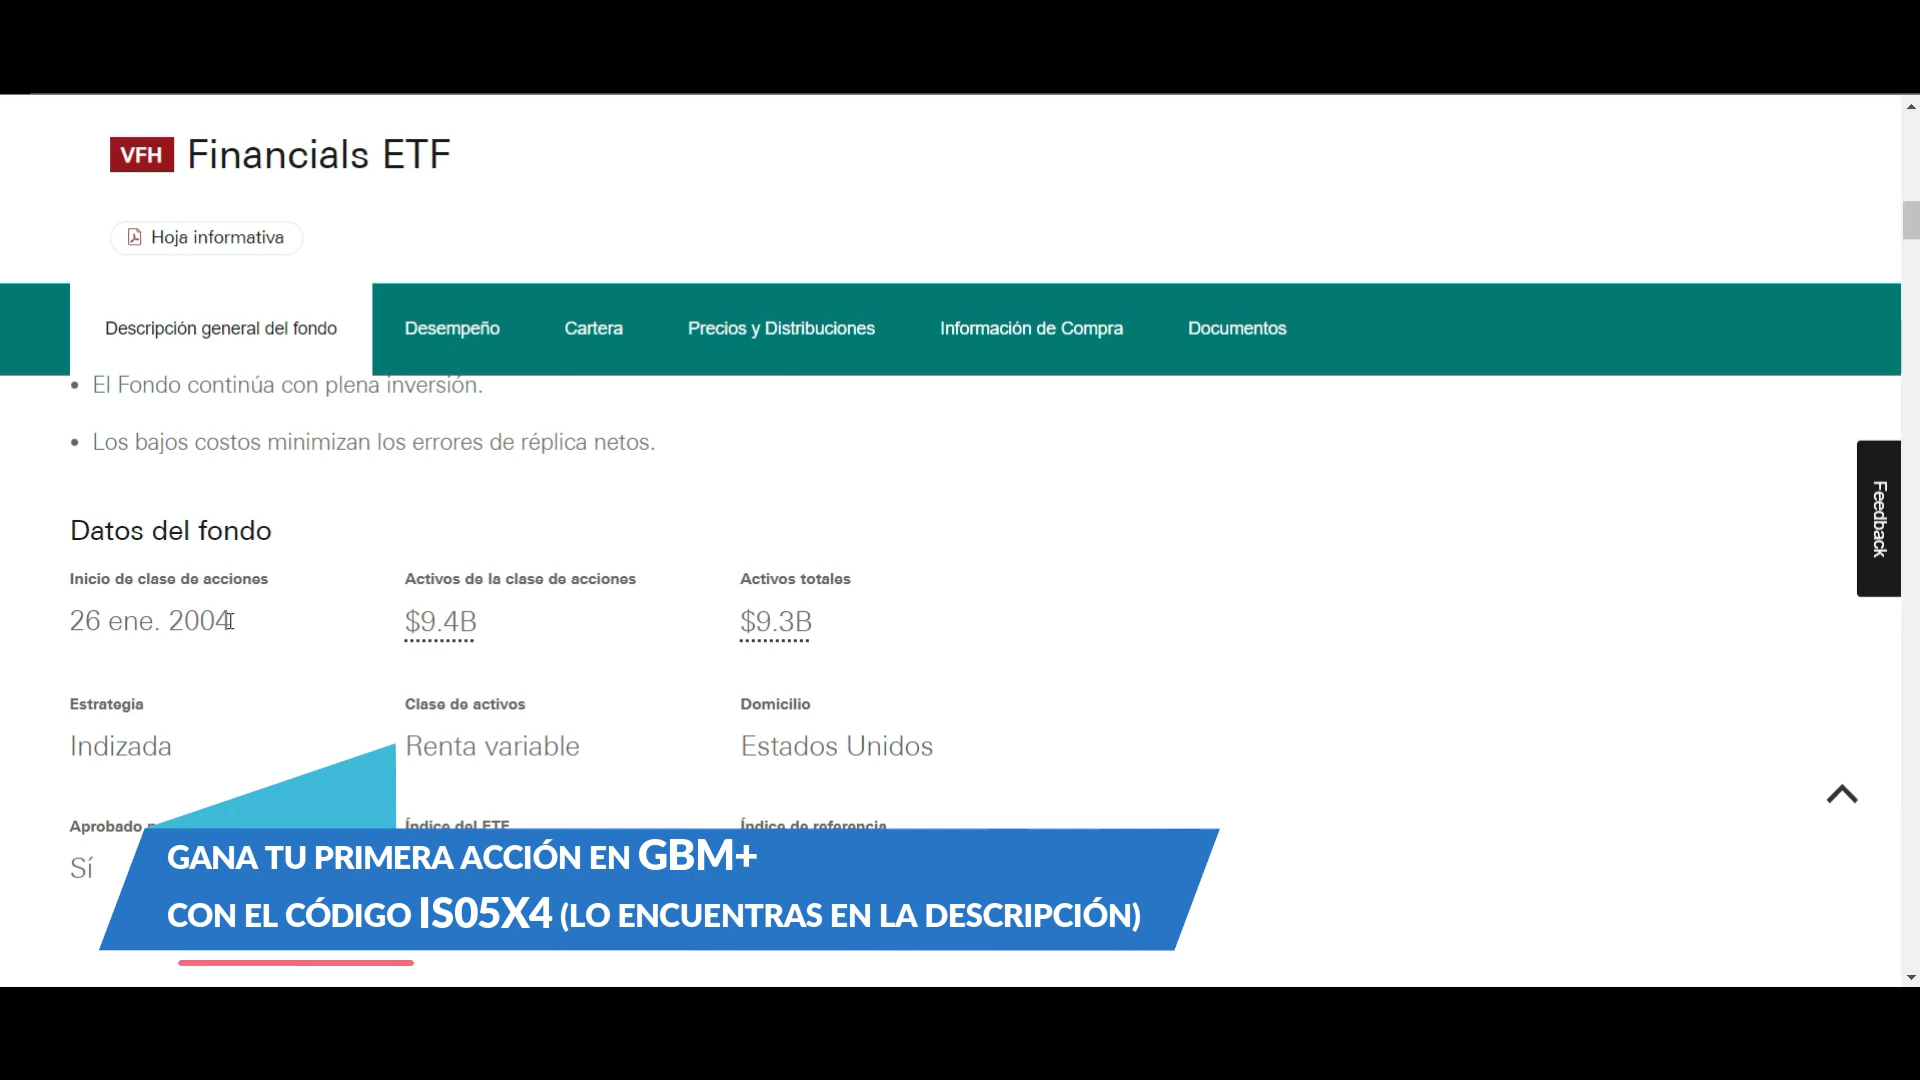 VFH Financials ETF
Hoja informativa
Descripción general del fondo Desempeño Cartera Precios y Distribuciones Información de Compra Documentos
• El Fondo continúa con plena inversión.
• Los bajos costos minimizan los errores de réplica netos.
Feedback
Datos del fondo
Inicio de clase de acciones Activos de la clase de acciones Activos totales
26 ene. 2004 $9.4B $9.3B
Estrategia Clase de activos Domicilio
Indizada Renta variable Estados Unidos
Aprobado Índice del ETF Índice de referencia
Sí
GANA TU PRIMERA ACCIÓN EN GBM+
CON EL CÓDIGO IS05X4 (LO ENCUENTRAS EN LA DESCRIPCIÓN)